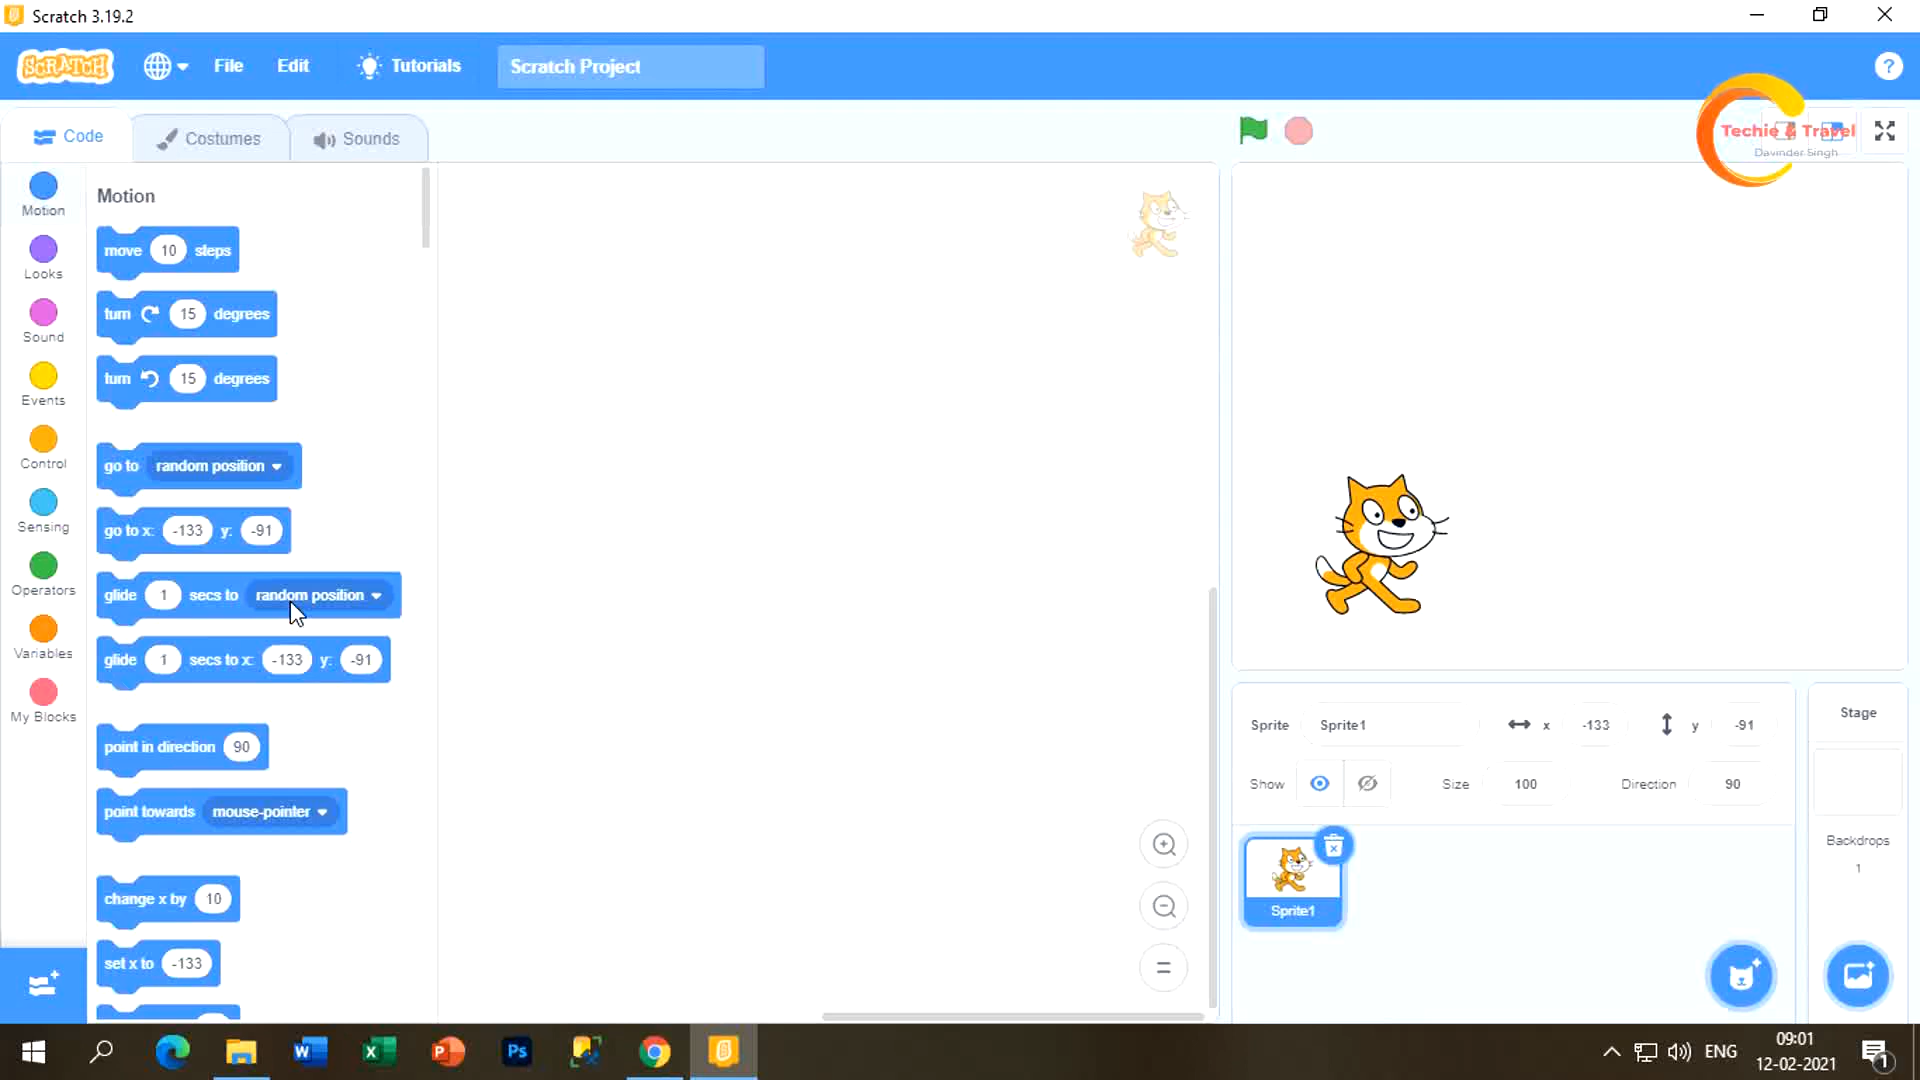 Scratch 3.19.2
SCRATCH
File
Edit
Tutorials
Scratch Project
?
Code
Costumes
Sounds
Techie & Travel
Davinder Singh
Motion
Looks
Sound
Events
Control
Sensing
Operators
Variables
My Blocks
Motion
move 10 steps
turn 15 degrees
turn 15 degrees
go to random position
go to x: -133 y: -91
glide 1 secs to random position
glide 1 secs to x: -133 y: -91
point in direction 90
point towards mouse-pointer
change x by 10
set x to -133
Sprite Sprite1 x -133 y -91
Show Size 100 Direction 90
Sprite1
Stage
Backdrops
1
W
X
P
Ps
ENG
09:01
12-02-2021
1